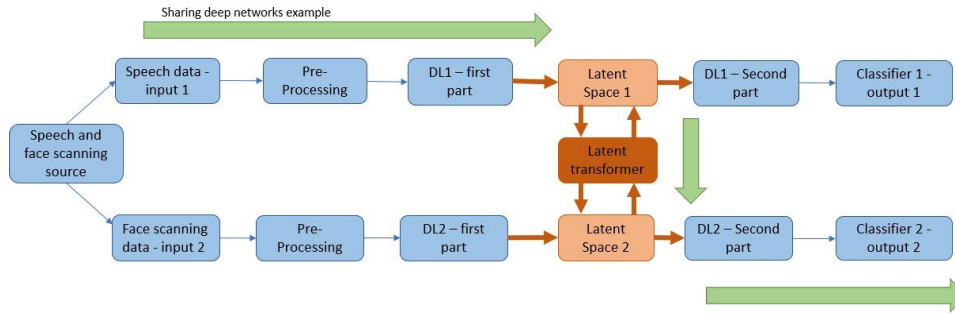 Sharing deep networks example
Speech data -
input 1
Pre-
Processing
DL1 – first
part
Latent
Space 1
DL1 – Second
part
Classifier 1 -
output 1
Speech and
face scanning
source
Latent
transformer
Face scanning
data - input 2
Pre-
Processing
DL2 – first
part
Latent
Space 2
DL2 – Second
part
Classifier 2 -
output 2